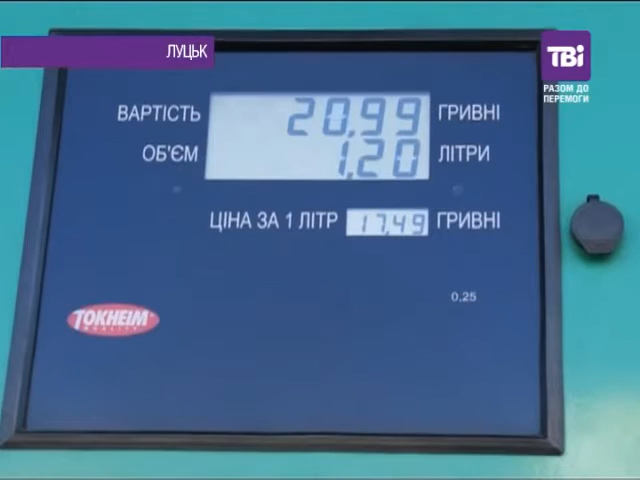 ЛУЦЬК
ТВі
РАЗОМ ДО
ПЕРЕМОГИ
ВАРТІСТЬ 20,99 ГРИВНІ
ОБ'ЄМ 1,20 ЛІТРИ
ЦІНА ЗА 1 ЛІТР 17,49 ГРИВНІ
0,25
TOKHEIM
QUALITY